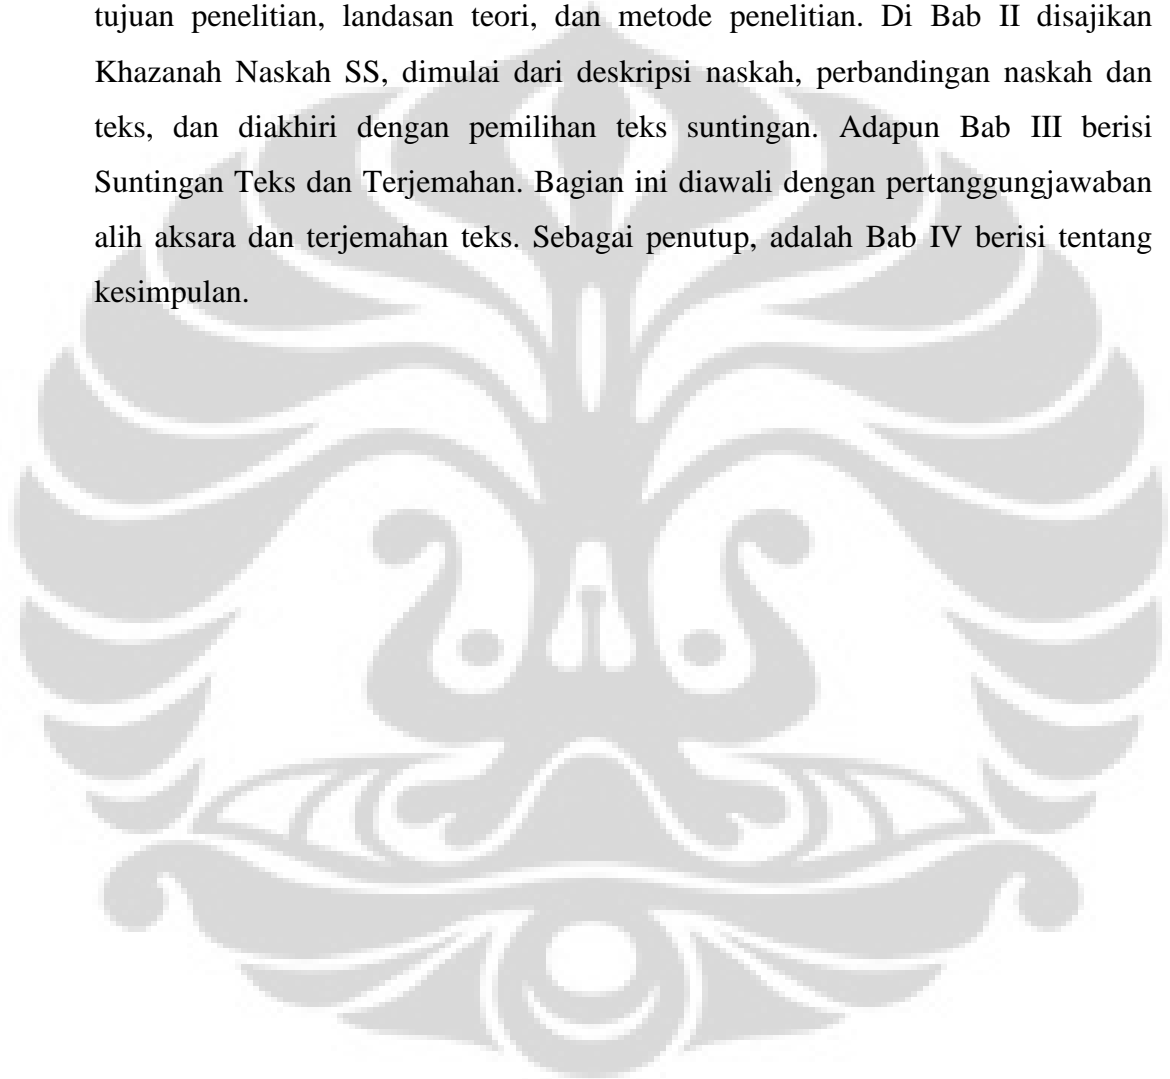 tujuan penelitian, landasan teori, dan metode penelitian. Di Bab II disajikan
Khazanah Naskah SS, dimulai dari deskripsi naskah, perbandingan naskah dan
teks, dan diakhiri dengan pemilihan teks suntingan. Adapun Bab III berisi
Suntingan Teks dan Terjemahan. Bagian ini diawali dengan pertanggungjawaban
alih aksara dan terjemahan teks. Sebagai penutup, adalah Bab IV berisi tentang
kesimpulan.